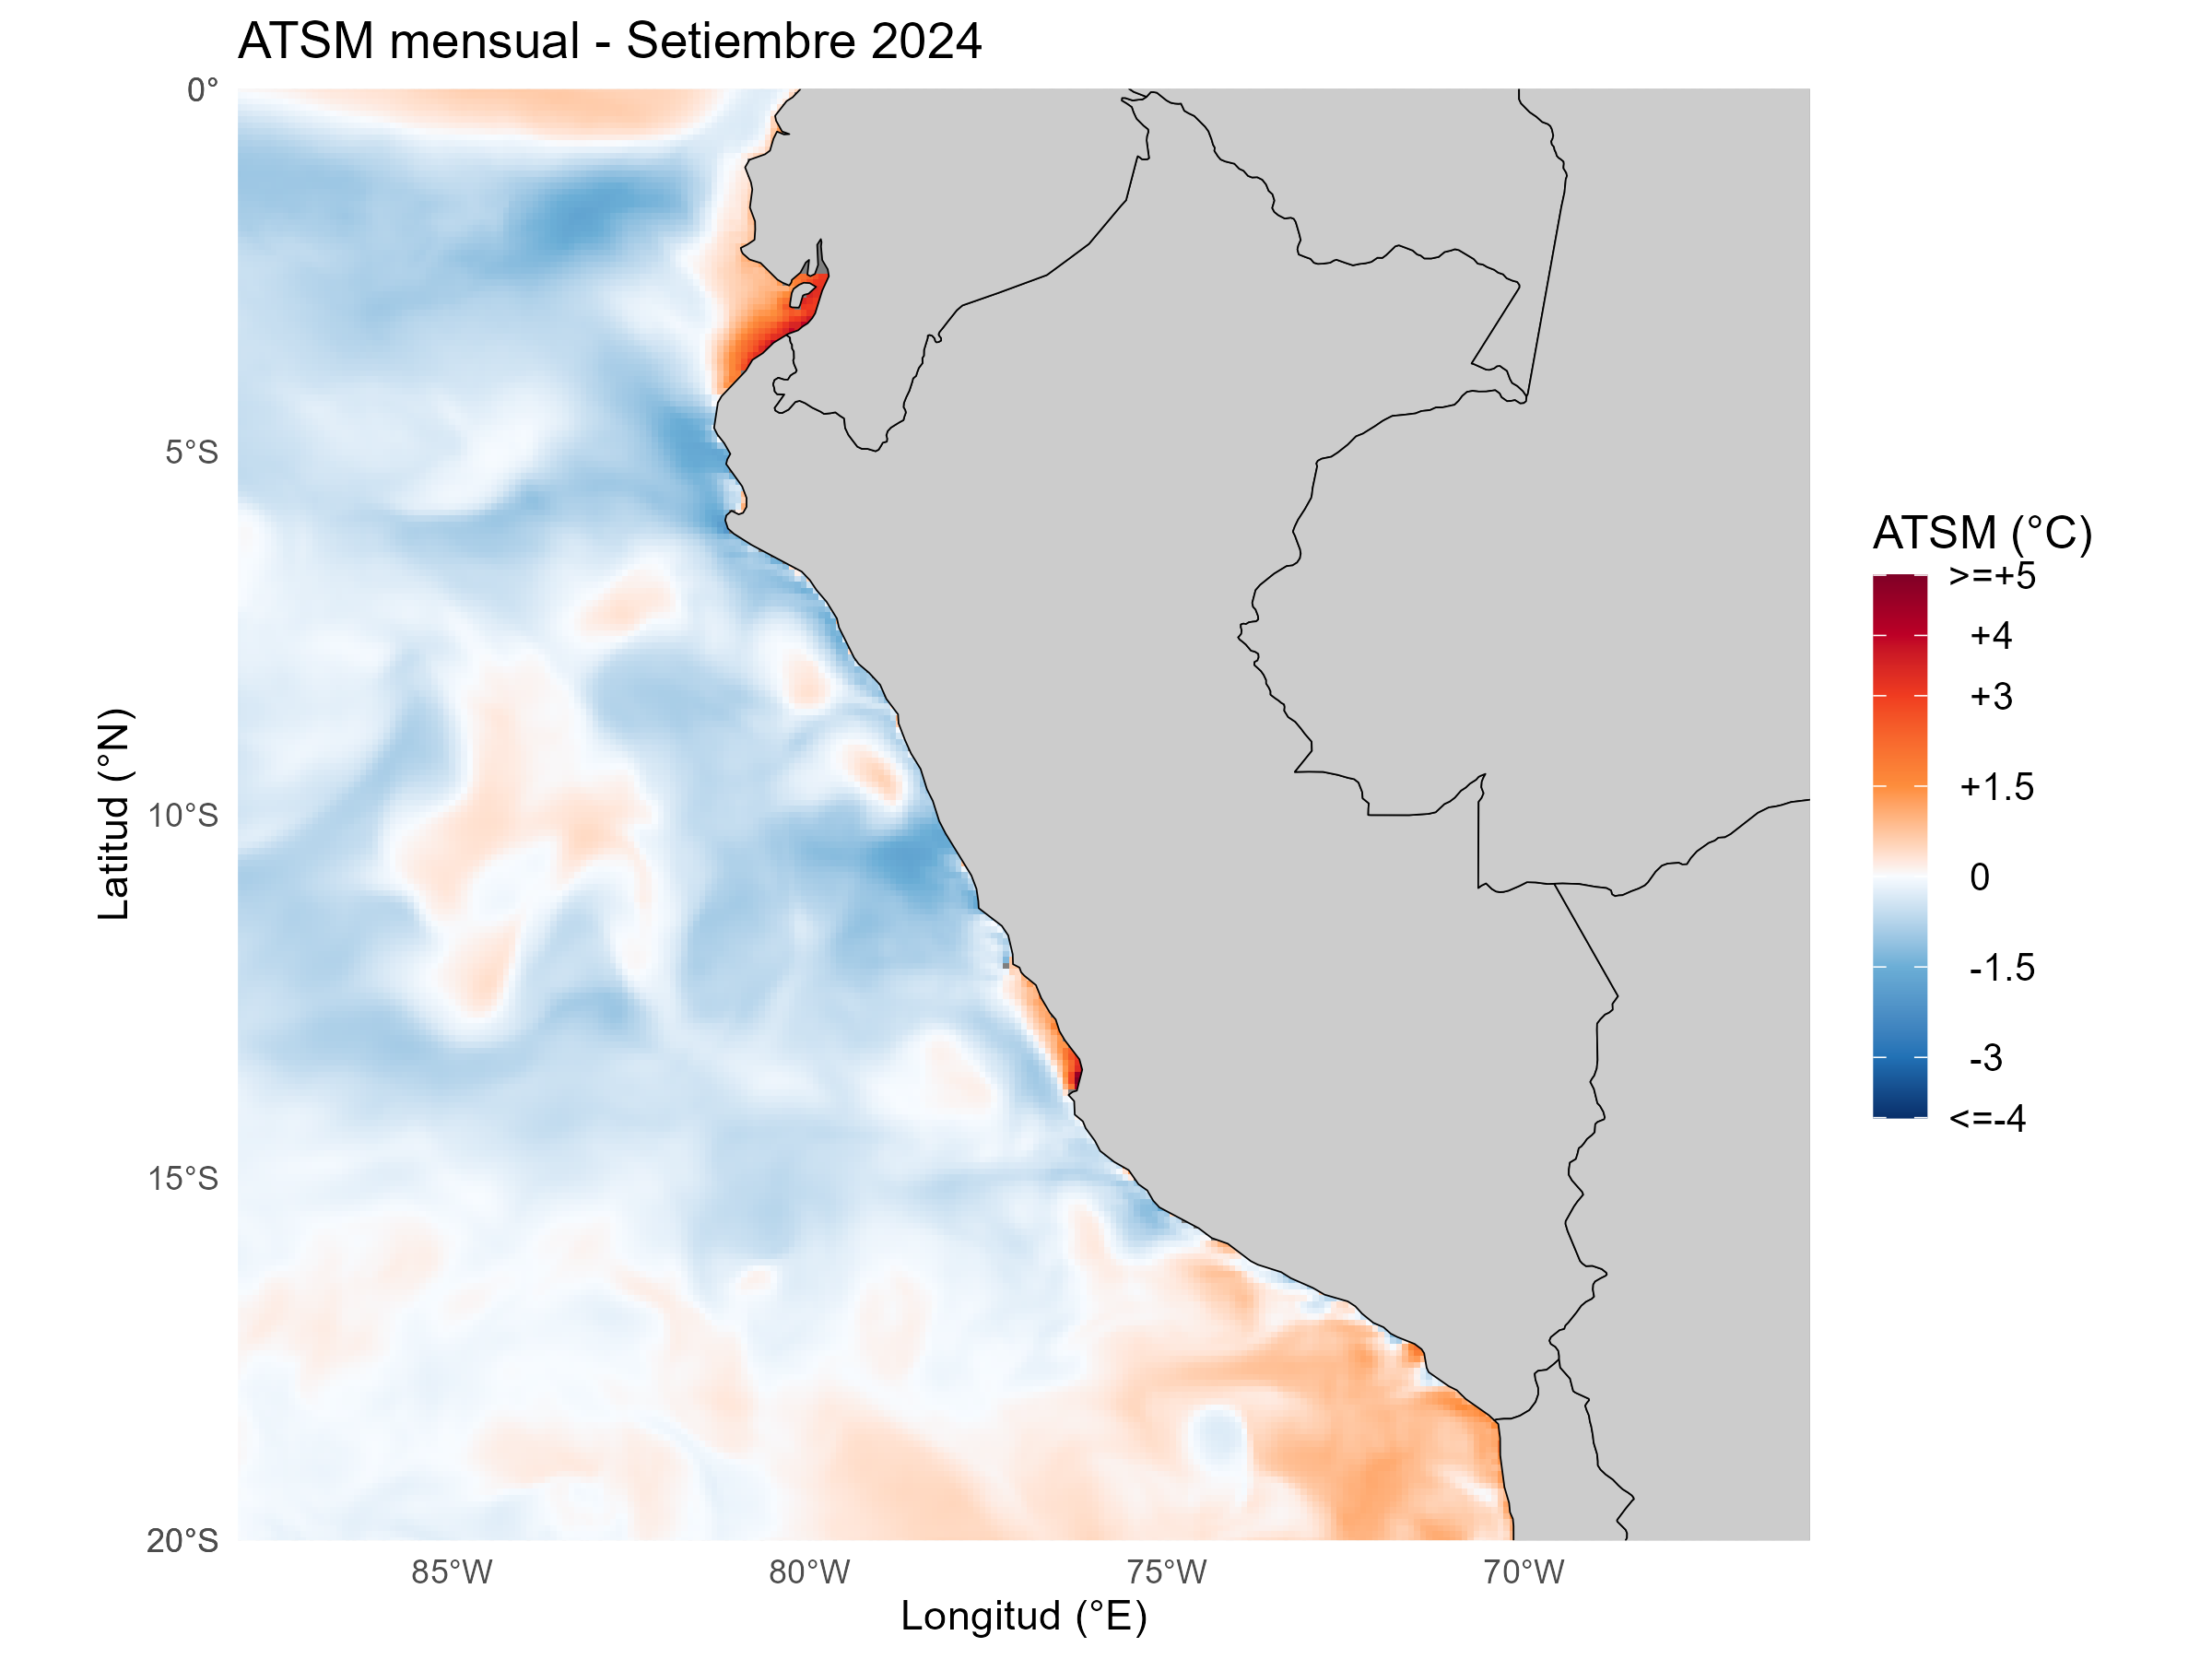 ATSM mensual - Setiembre 2024
0°
5°S
10°S
15°S
20°S
Latitud (°N)
85°W
80°W
75°W
70°W
Longitud (°E)
ATSM (°C)
>=+5
+4
+3
+1.5
0
-1.5
-3
<=-4